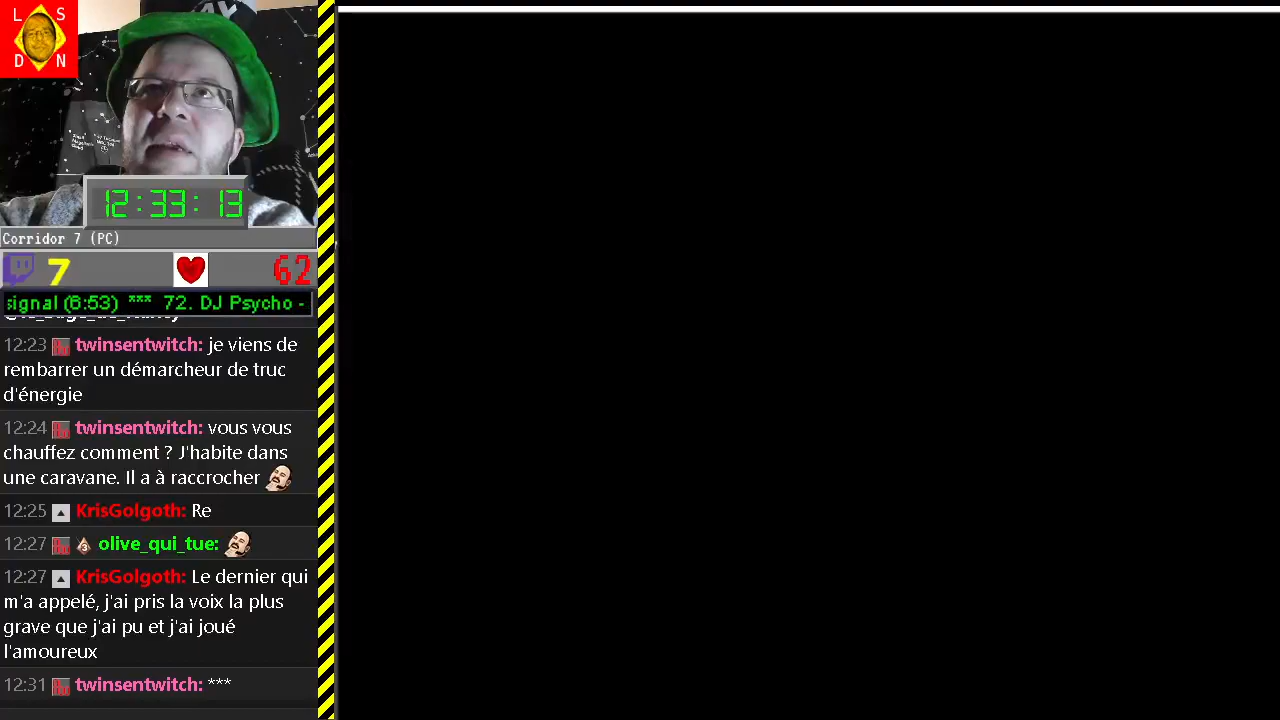 L S
D N
12:33:13
Corridor 7 (PC)
7 62
signal (6:53) *** 72. DJ Psycho -
12:23 twinsentwitch: je viens de
rembarrer un démarcheur de truc
d'énergie
12:24 twinsentwitch: vous vous
chauffez comment ? J'habite dans
une caravane. Il a à raccrocher
12:25 KrisGolgoth: Re
12:27 olive_qui_tue:
12:27 KrisGolgoth: Le dernier qui
m'a appelé, j'ai pris la voix la plus
grave que j'ai pu et j'ai joué
l'amoureux
12:31 twinsentwitch: ***